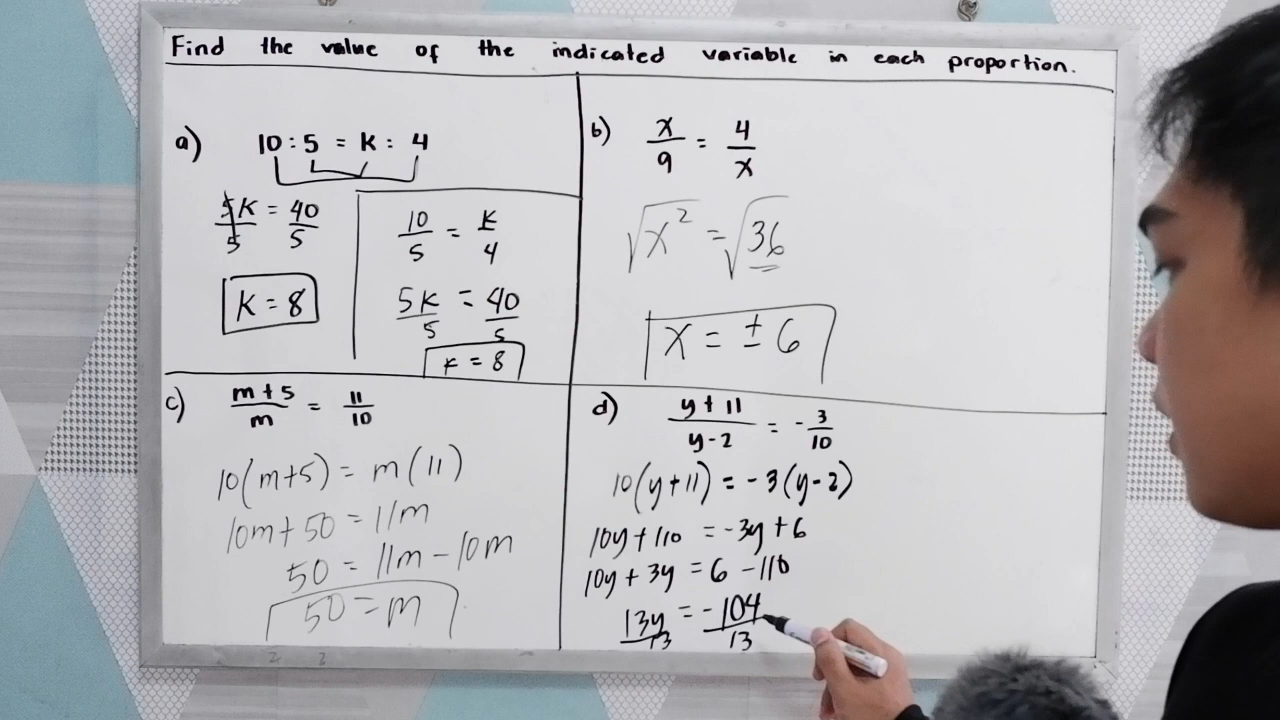 Find the value of the indicated variable in each proportion.
a) 10 : 5 = k : 4
5k/5 = 40/5
k = 8
10/5 = k/4
5k/5 = 40/5
k = 8
b) x/9 = 4/x
√x² = √36
x = ± 6
c) m + 5/m = 11/10
10(m+5) = m(11)
10m + 50 = 11m
50 = 11m - 10m
50 = m
d) y + 11/y - 2 = - 3/10
10(y+11) = -3(y-2)
10y + 110 = -3y + 6
10y + 3y = 6 - 110
13y/13 = -104/13